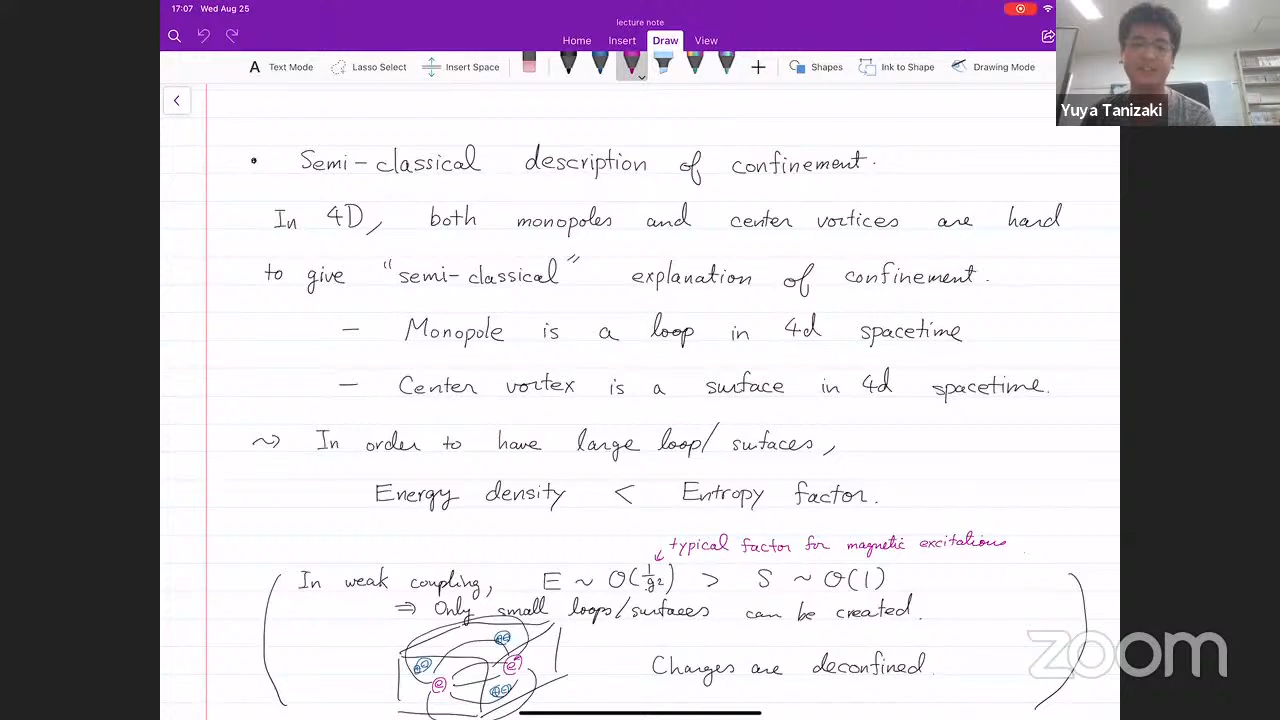 17:07 Wed Aug 25
lecture note
Home Insert Draw View
A Text Mode Lasso Select Insert Space Shapes Ink to Shape Drawing Mode
Yuya Tanizaki
• Semi-classical description of confinement.
In 4D, both monopoles and center vortices are hard
to give "semi-classical" explanation of confinement.
— Monopole is a loop in 4d spacetime
— Center vortex is a surface in 4d spacetime.
~> In order to have large loop/sufaces,
Energy density < Entropy factor.
typical factor for magnetic excitations
In weak coupling, E ~ O(1/g²) > S ~ O(1)
⇒ Only small loops/surfaces can be created.
Charges are deconfined.
zoom